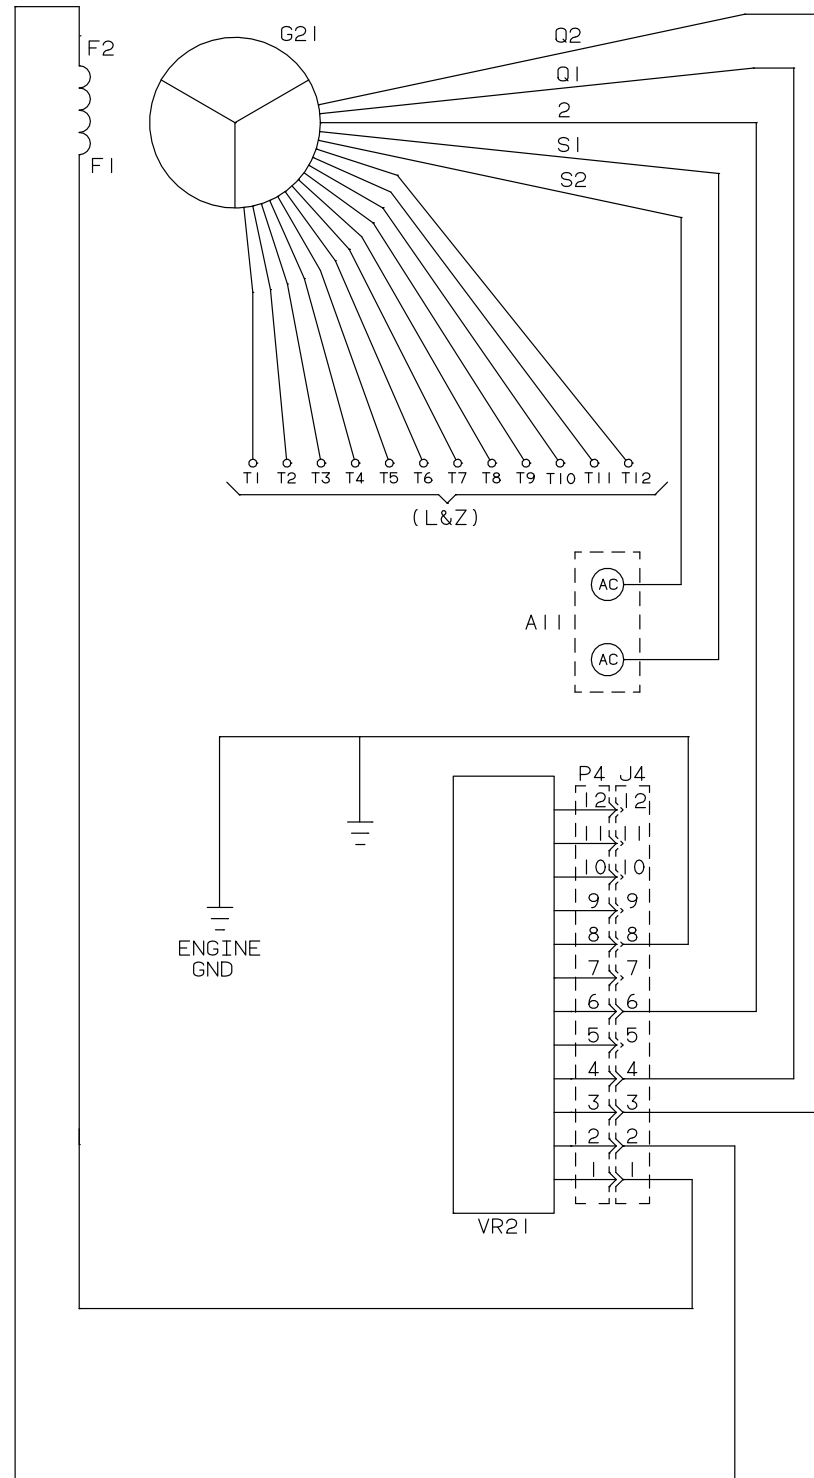 G21
F2
F1
Q2
Q1
2
S1
S2
T1 T2 T3 T4 T5 T6 T7 T8 T9 T10 T11 T12
(L&Z)
AC
A11
AC
ENGINE
GND
P4 J4
12 12
11 11
10 10
9 9
8 8
7 7
6 6
5 5
4 4
3 3
2 2
1 1
VR21